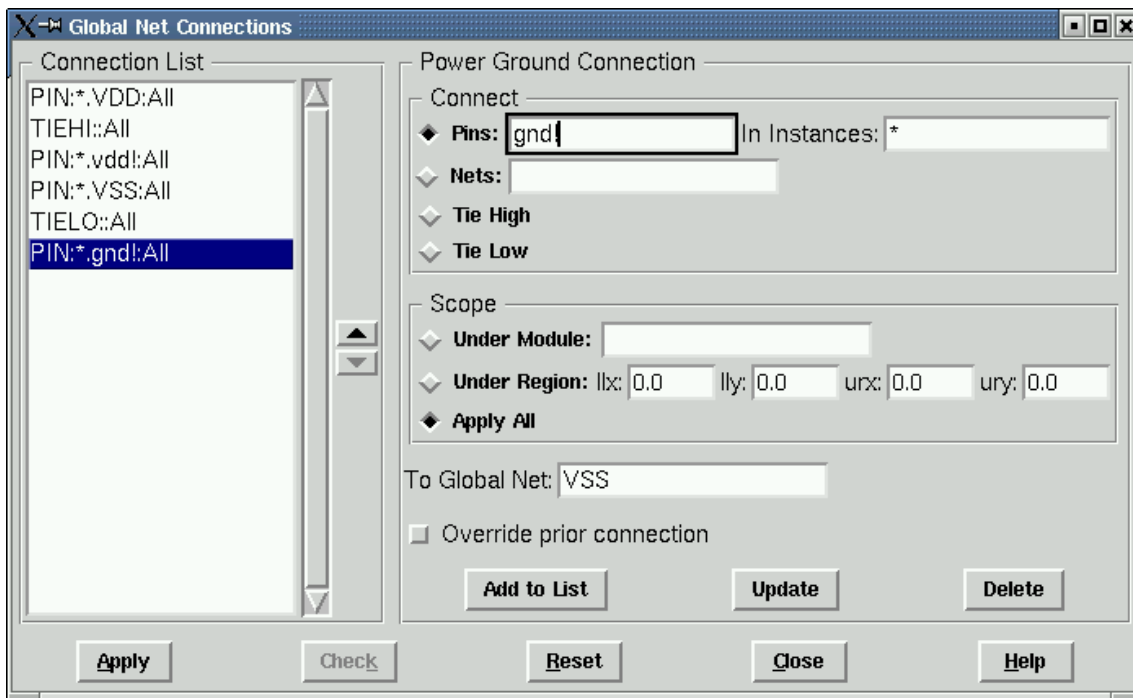 Global Net Connections
Connection List
PIN:*.VDD:All
TIEHI::All
PIN:*.vdd!:All
PIN:*.VSS:All
TIELO::All
PIN:*.gnd!:All
Power Ground Connection
Connect
Pins: gnd! In Instances: *
Nets:
Tie High
Tie Low
Scope
Under Module:
Under Region: llx: 0.0 lly: 0.0 urx: 0.0 ury: 0.0
Apply All
To Global Net: VSS
Override prior connection
Add to List Update Delete
Apply Check Reset Close Help